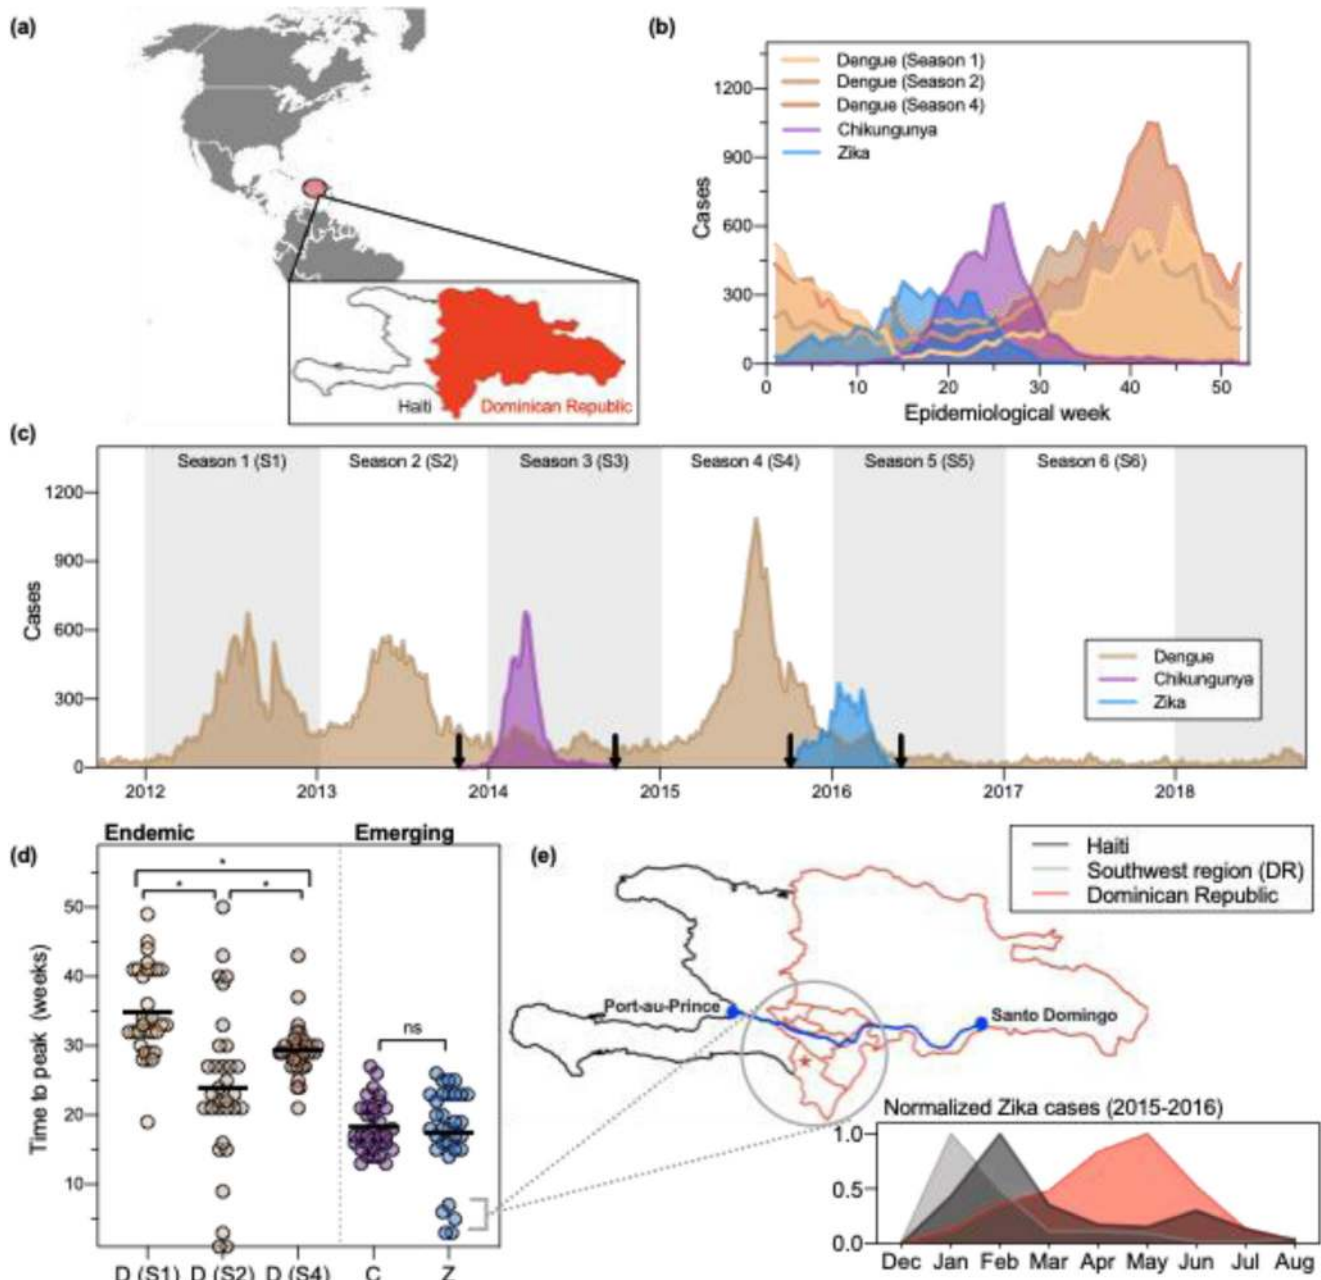 (a)
Haiti
Dominican Republic
(b)
Dengue (Season 1)
Dengue (Season 2)
Dengue (Season 4)
Chikungunya
Zika
1200
900
600
300
0
Cases
0 10 20 30 40 50
Epidemiological week
(c)
Season 1 (S1) Season 2 (S2) Season 3 (S3) Season 4 (S4) Season 5 (S5) Season 6 (S6)
1200
900
600
300
0
Cases
Dengue
Chikungunya
Zika
2012 2013 2014 2015 2016 2017 2018
(d)
Endemic Emerging
* 
* *
ns
50
40
30
20
10
Time to peak (weeks)
D (S1) D (S2) D (S4) C Z
(e)
Haiti
Southwest region (DR)
Dominican Republic
Port-au-Prince
Santo Domingo
Normalized Zika cases (2015-2016)
1.0
0.5
0.0
Dec Jan Feb Mar Apr May Jun Jul Aug